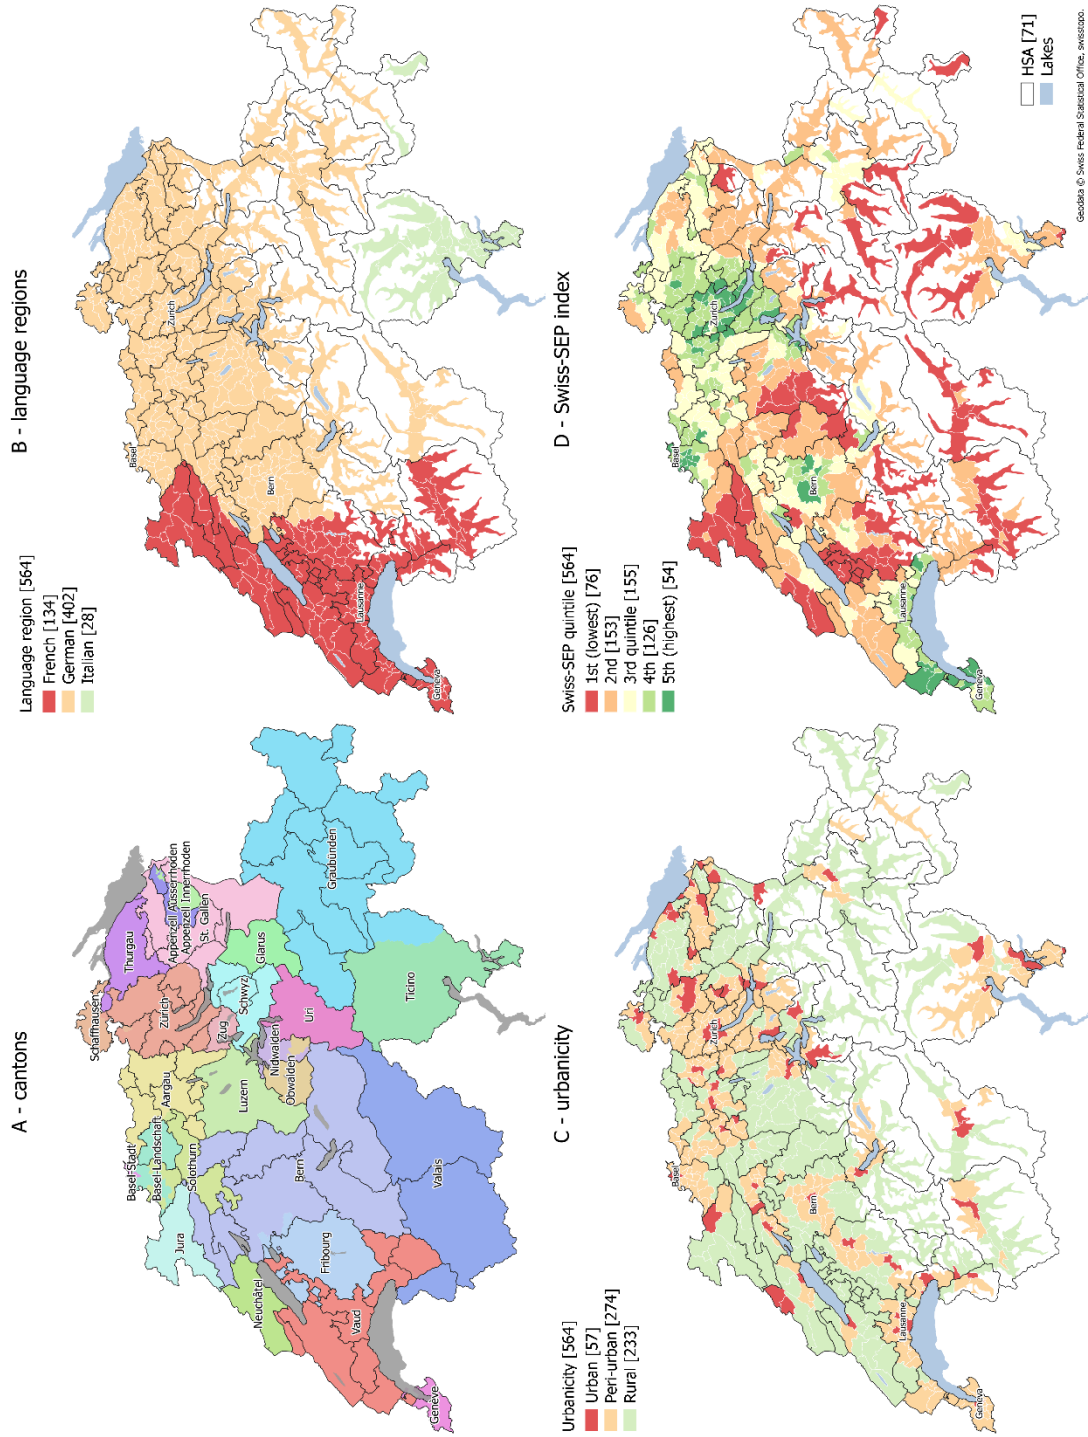 A - cantons
Schaffhausen
Thurgau
Basel-Stadt
Basel-Landschaft
Aargau
Zürich
Appenzell Ausserrhoden
Appenzell Innerrhoden
St. Gallen
Jura
Solothurn
Zug
Luzern
Schwyz
Glarus
Neuchâtel
Nidwalden
Obwalden
Uri
Bern
Graubünden
Fribourg
Vaud
Valais
Ticino
Genève
B - language regions
Language region [564]
French [134]
German [402]
Italian [28]
Basel
Zurich
Bern
Lausanne
Geneva
C - urbanicity
Urbanicity [564]
Urban [57]
Peri-urban [274]
Rural [233]
Basel
Zurich
Bern
Lausanne
Geneva
D - Swiss-SEP index
Swiss-SEP quintile [564]
1st (lowest) [76]
2nd [153]
3rd quintile [155]
4th [126]
5th (highest) [54]
Basel
Zurich
Bern
Lausanne
Geneva
HSA [71]
Lakes
Geodata © Swiss Federal Statistical Office, swisstopo.